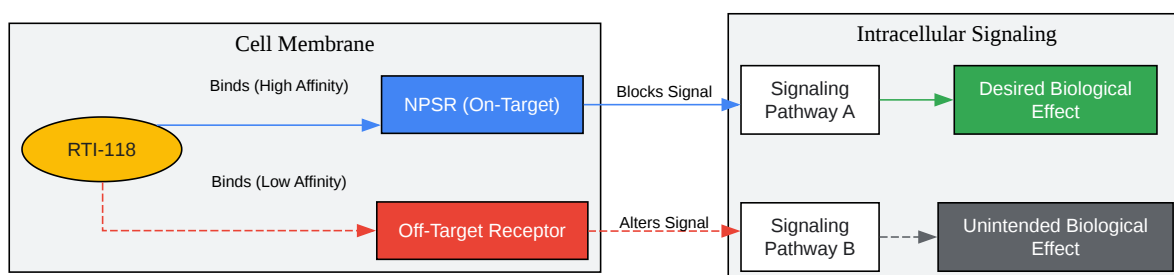 Cell Membrane
Intracellular Signaling
Binds (High Affinity)
NPSR (On-Target)
Blocks Signal
Signaling
Pathway A
Desired Biological
Effect
RTI-118
Binds (Low Affinity)
Off-Target Receptor
Alters Signal
Signaling
Pathway B
Unintended Biological
Effect